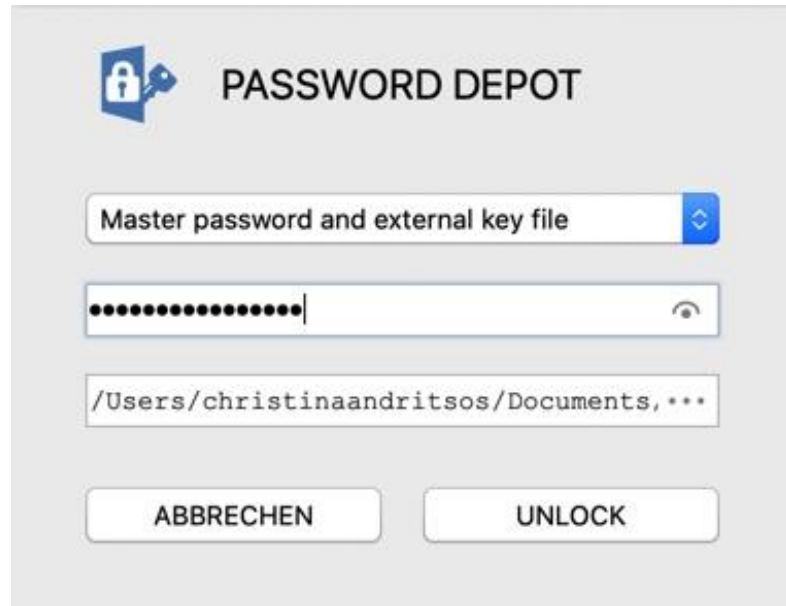 PASSWORD DEPOT
Master password and external key file
••••••••••••••••
/Users/christinaandritsos/Documents, •••
ABBRECHEN
UNLOCK